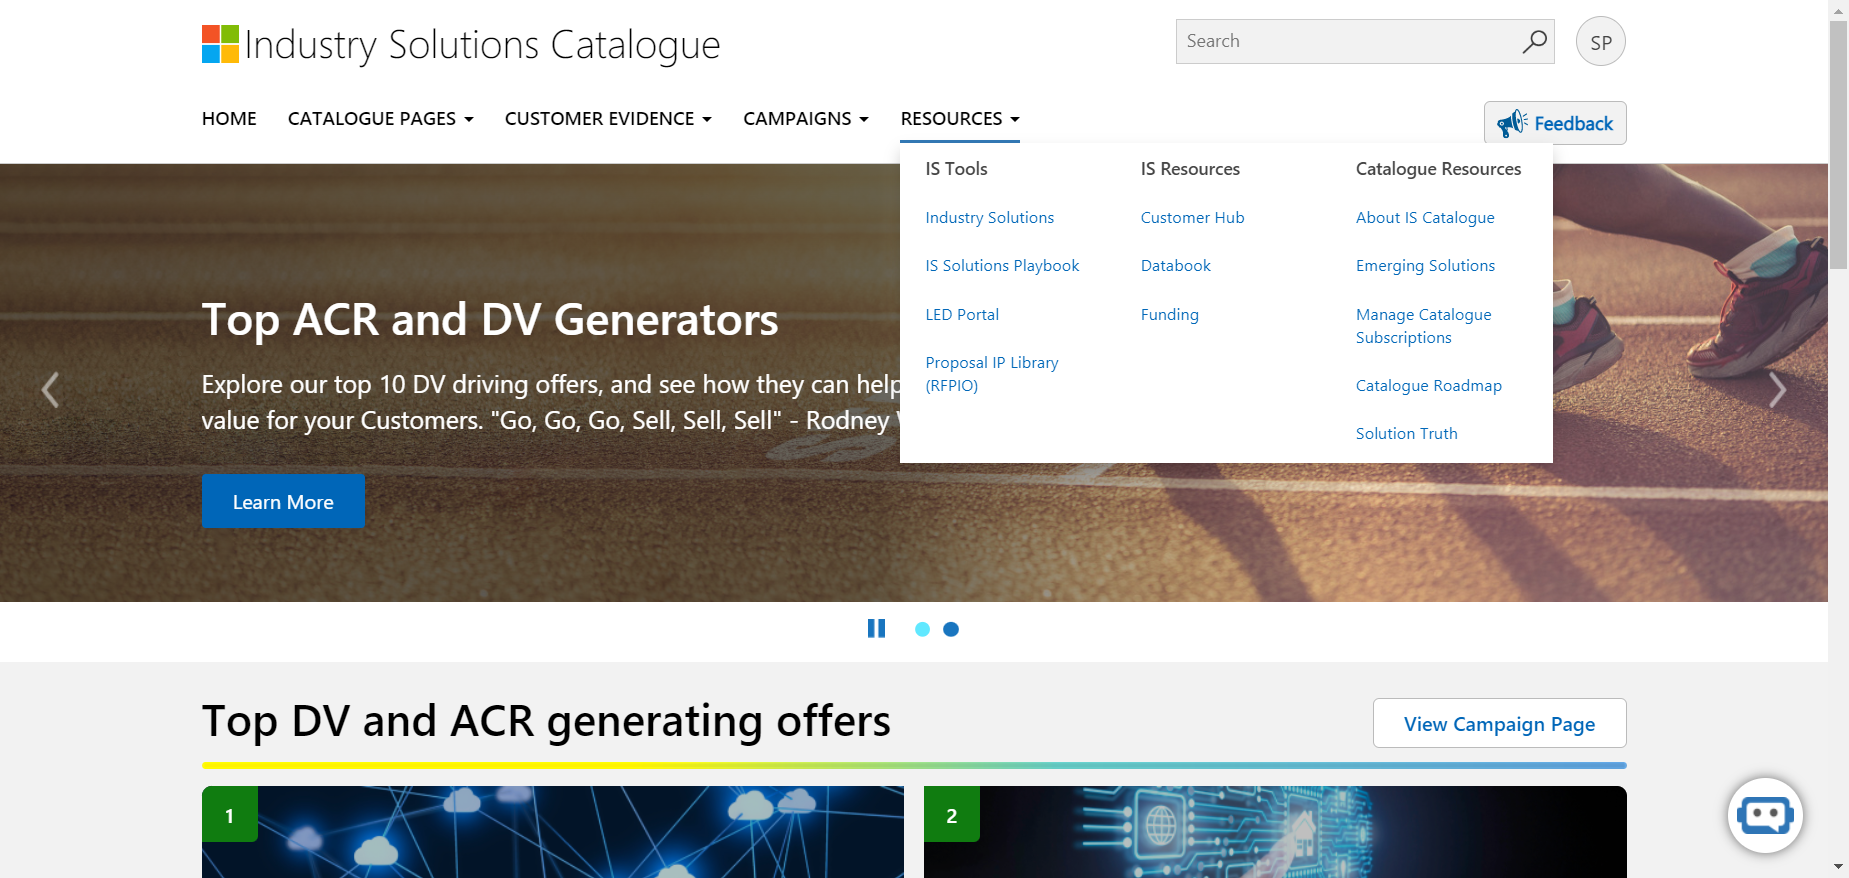 Industry Solutions Catalogue
Search
SP
HOME
CATALOGUE PAGES
CUSTOMER EVIDENCE
CAMPAIGNS
RESOURCES
Feedback
IS Tools
Industry Solutions
IS Solutions Playbook
LED Portal
Proposal IP Library
(RFPIO)
IS Resources
Customer Hub
Databook
Funding
Catalogue Resources
About IS Catalogue
Emerging Solutions
Manage Catalogue
Subscriptions
Catalogue Roadmap
Solution Truth
Top ACR and DV Generators
Explore our top 10 DV driving offers, and see how they can help
value for your Customers. "Go, Go, Go, Sell, Sell, Sell" - Rodney
Learn More
Top DV and ACR generating offers
View Campaign Page
1
2